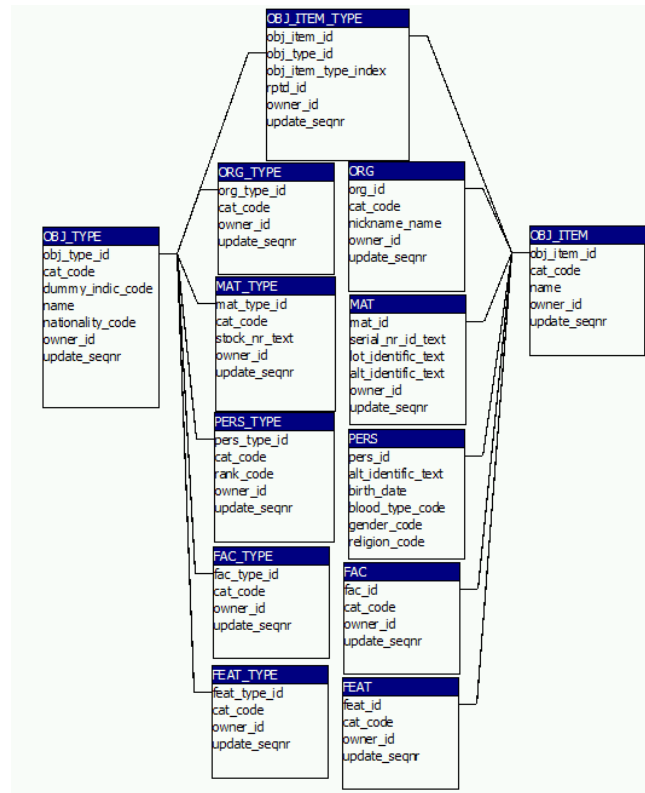 OBJ_ITEM_TYPE
obj_item_id
obj_type_id
obj_item_type_index
rptd_id
owner_id
update_seqnr
ORG_TYPE
org_type_id
cat_code
owner_id
update_seqnr
ORG
org_id
cat_code
nickname_name
owner_id
update_seqnr
OBJ_TYPE
obj_type_id
cat_code
dummy_indic_code
name
nationality_code
owner_id
update_seqnr
OBJ_ITEM
obj_item_id
cat_code
name
owner_id
update_seqnr
MAT_TYPE
mat_type_id
cat_code
stock_nr_text
owner_id
update_seqnr
MAT
mat_id
serial_nr_id_text
lot_identific_text
alt_identific_text
owner_id
update_seqnr
PERS_TYPE
pers_type_id
cat_code
rank_code
owner_id
update_seqnr
PERS
pers_id
alt_identific_text
birth_date
blood_type_code
gender_code
religion_code
FAC_TYPE
fac_type_id
cat_code
owner_id
update_seqnr
FAC
fac_id
cat_code
owner_id
update_seqnr
FEAT_TYPE
feat_type_id
cat_code
owner_id
update_seqnr
FEAT
feat_id
cat_code
owner_id
update_seqnr